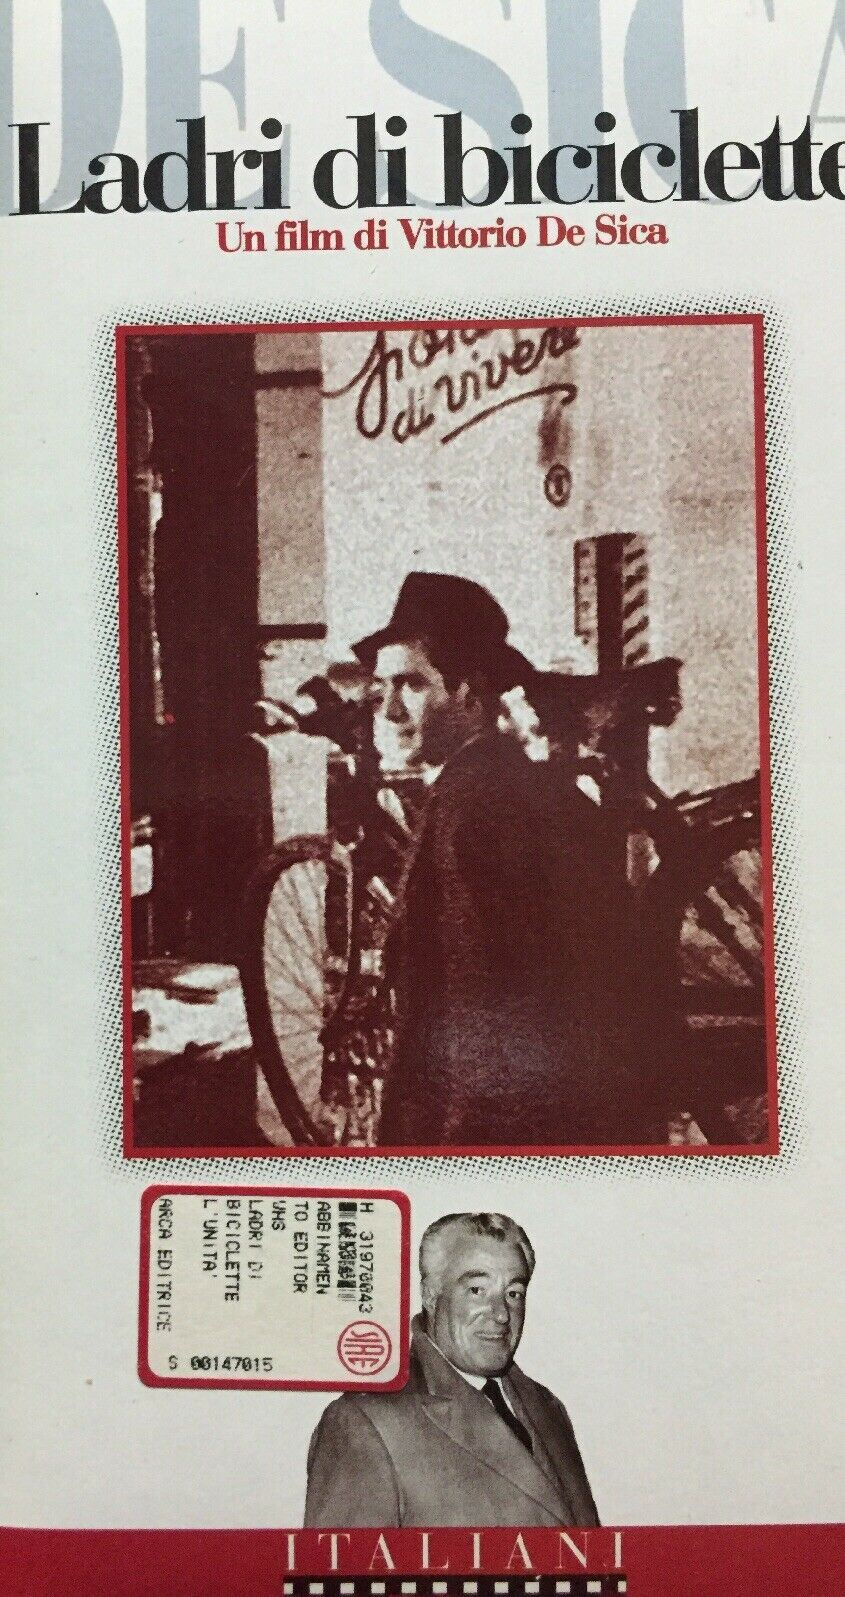 DE SICA
Ladri di biciclette
Un film di Vittorio De Sica
di vivere
H 31970043
ABBINAMEN
TO EDITOR
VHS
LADRI DI
BICICLETTE
L'UNITA'
ARCA EDITRICE
S 00147015
SIAE
ITALIANI